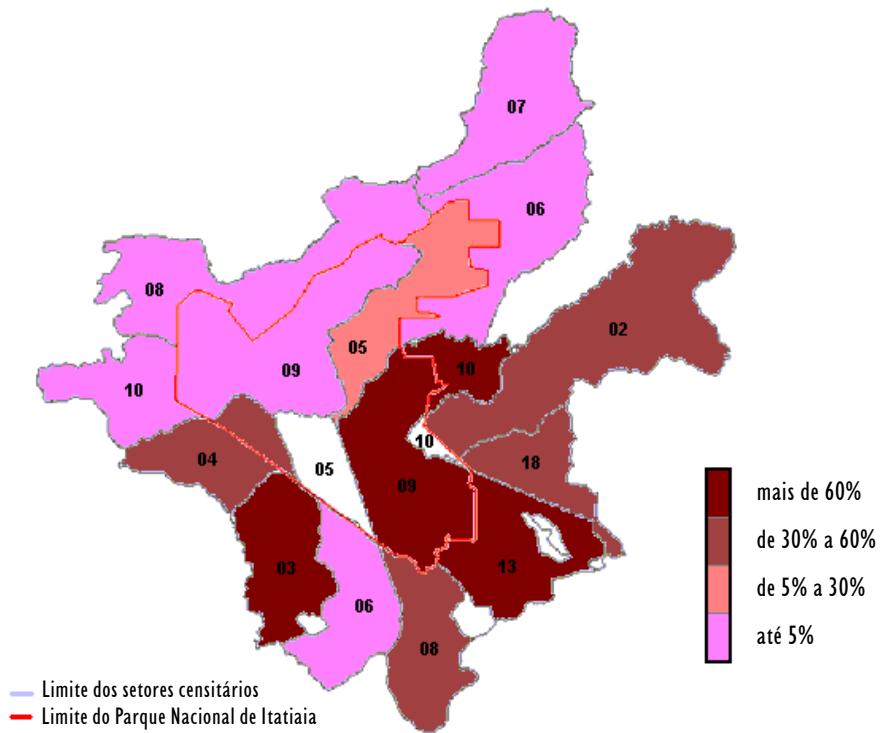 07
06
08
02
05
09
10
10
10
04
05
18
09
03
13
06
08
mais de 60%
de 30% a 60%
de 5% a 30%
até 5%
Limite dos setores censitários
Limite do Parque Nacional de Itatiaia